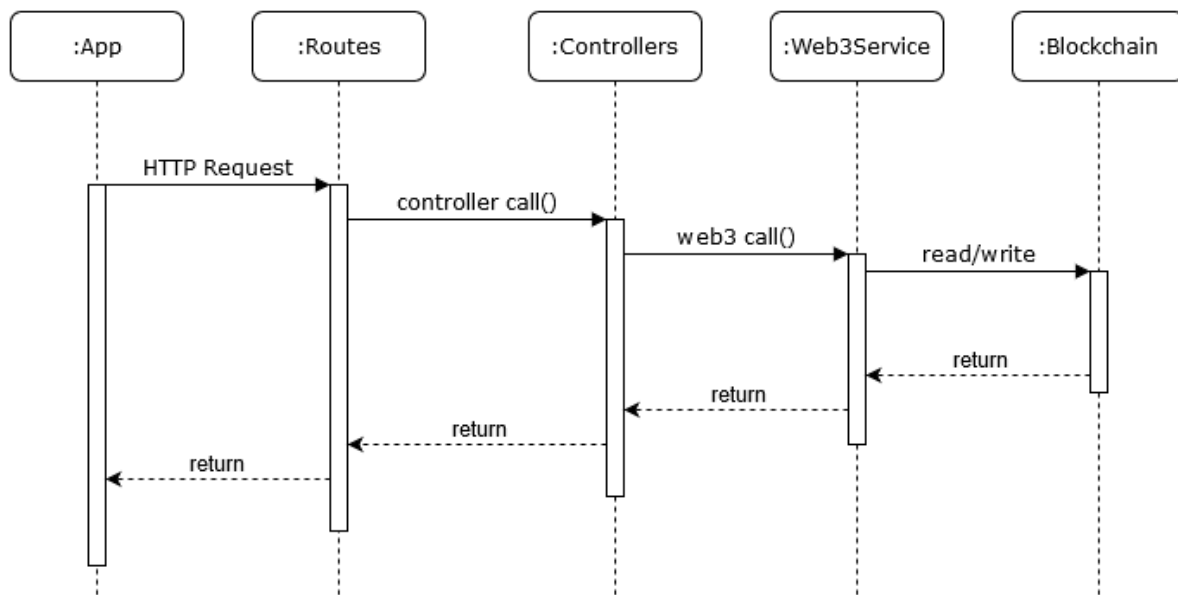 :App
:Routes
:Controllers
:Web3Service
:Blockchain
HTTP Request
controller call()
web3 call()
read/write
return
return
return
return